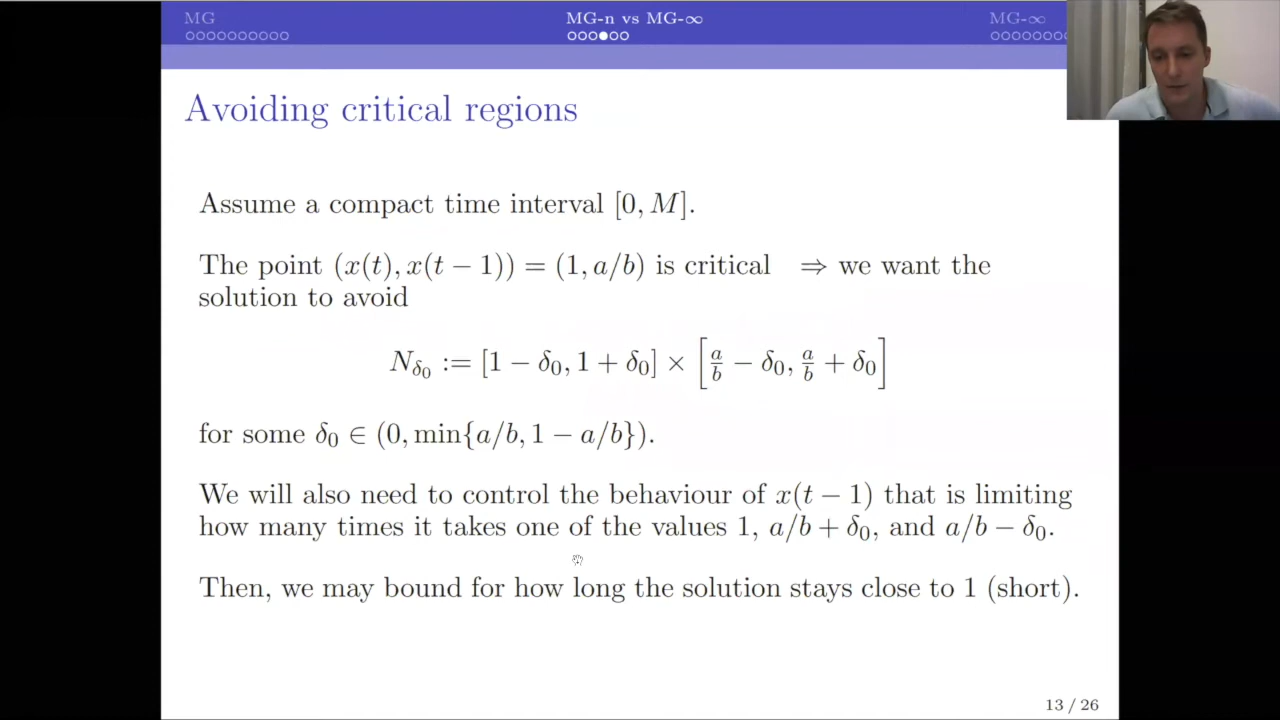 MG
MG-n vs MG-∞
MG-∞
Avoiding critical regions
Assume a compact time interval [0, M].
The point (x(t), x(t − 1)) = (1, a/b) is critical ⇒ we want the
solution to avoid
N_{δ₀} := [1 − δ₀, 1 + δ₀] × [a/b − δ₀, a/b + δ₀]
for some δ₀ ∈ (0, min{a/b, 1 − a/b}).
We will also need to control the behaviour of x(t − 1) that is limiting
how many times it takes one of the values 1, a/b + δ₀, and a/b − δ₀.
Then, we may bound for how long the solution stays close to 1 (short).
13 / 26